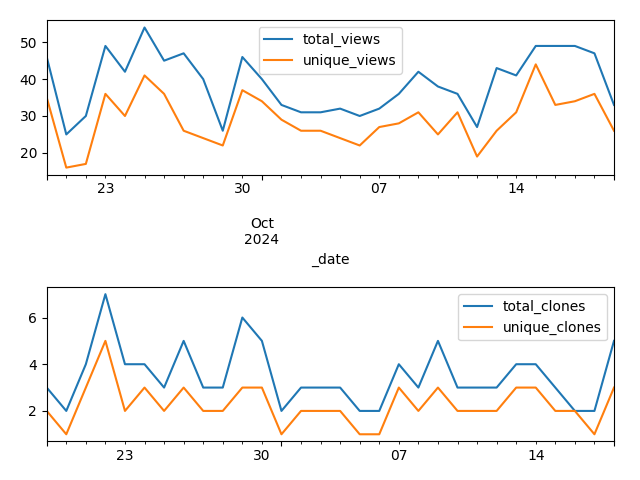 total_views
unique_views
50
40
30
20
23 30 07 14
Oct
2024
_date
total_clones
unique_clones
6
4
2
23 30 07 14